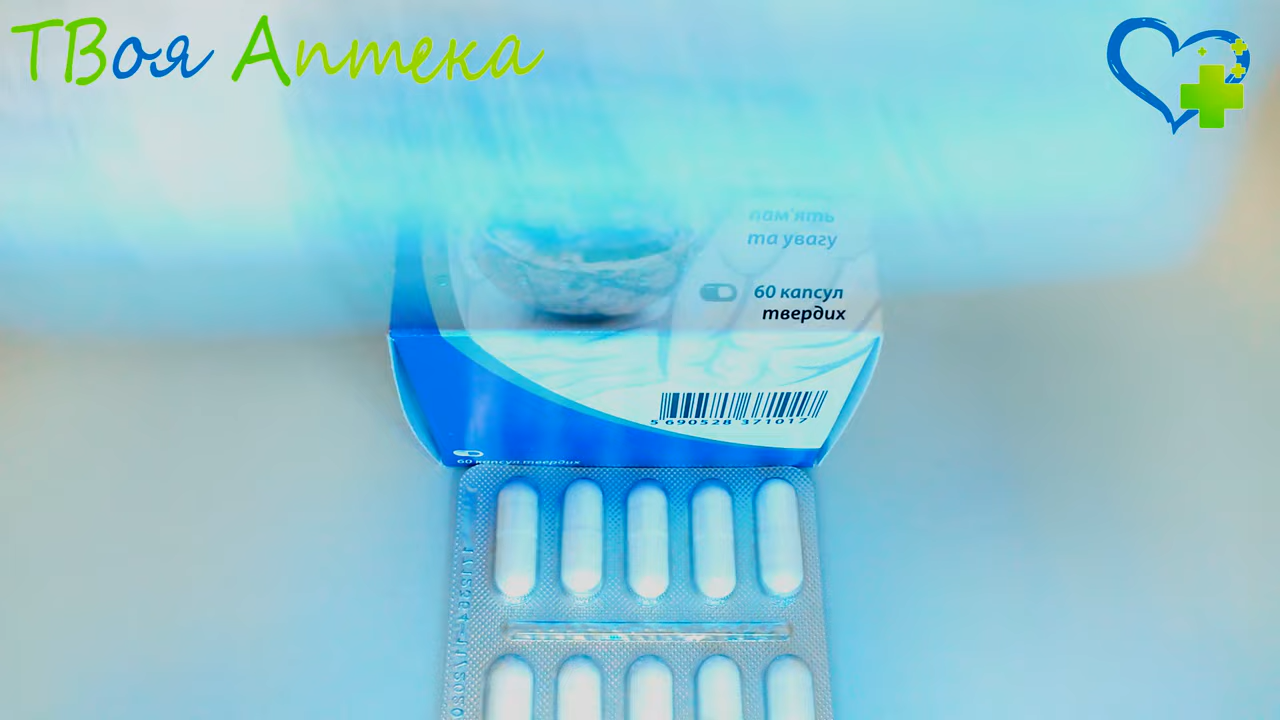 ТВоя Аптека
пам'ять
та увагу
60 капсул
твердих
5 690528 371017
60 капсул твердих